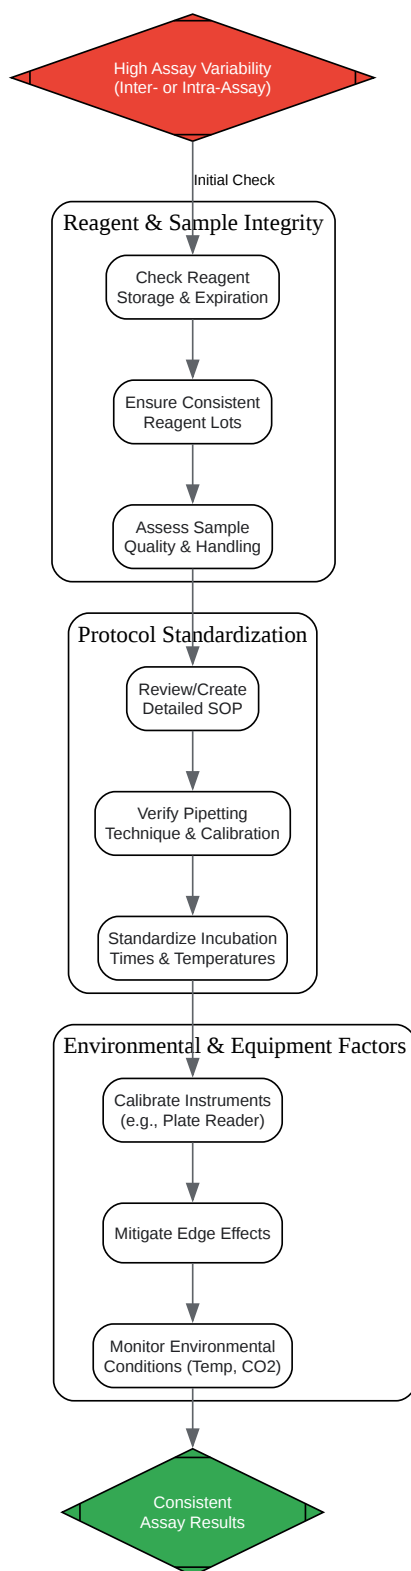 High Assay Variability
(Inter- or Intra-Assay)
Initial Check
Reagent & Sample Integrity
Check Reagent
Storage & Expiration
Ensure Consistent
Reagent Lots
Assess Sample
Quality & Handling
Protocol Standardization
Review/Create
Detailed SOP
Verify Pipetting
Technique & Calibration
Standardize Incubation
Times & Temperatures
Environmental & Equipment Factors
Calibrate Instruments
(e.g., Plate Reader)
Mitigate Edge Effects
Monitor Environmental
Conditions (Temp, CO2)
Consistent
Assay Results